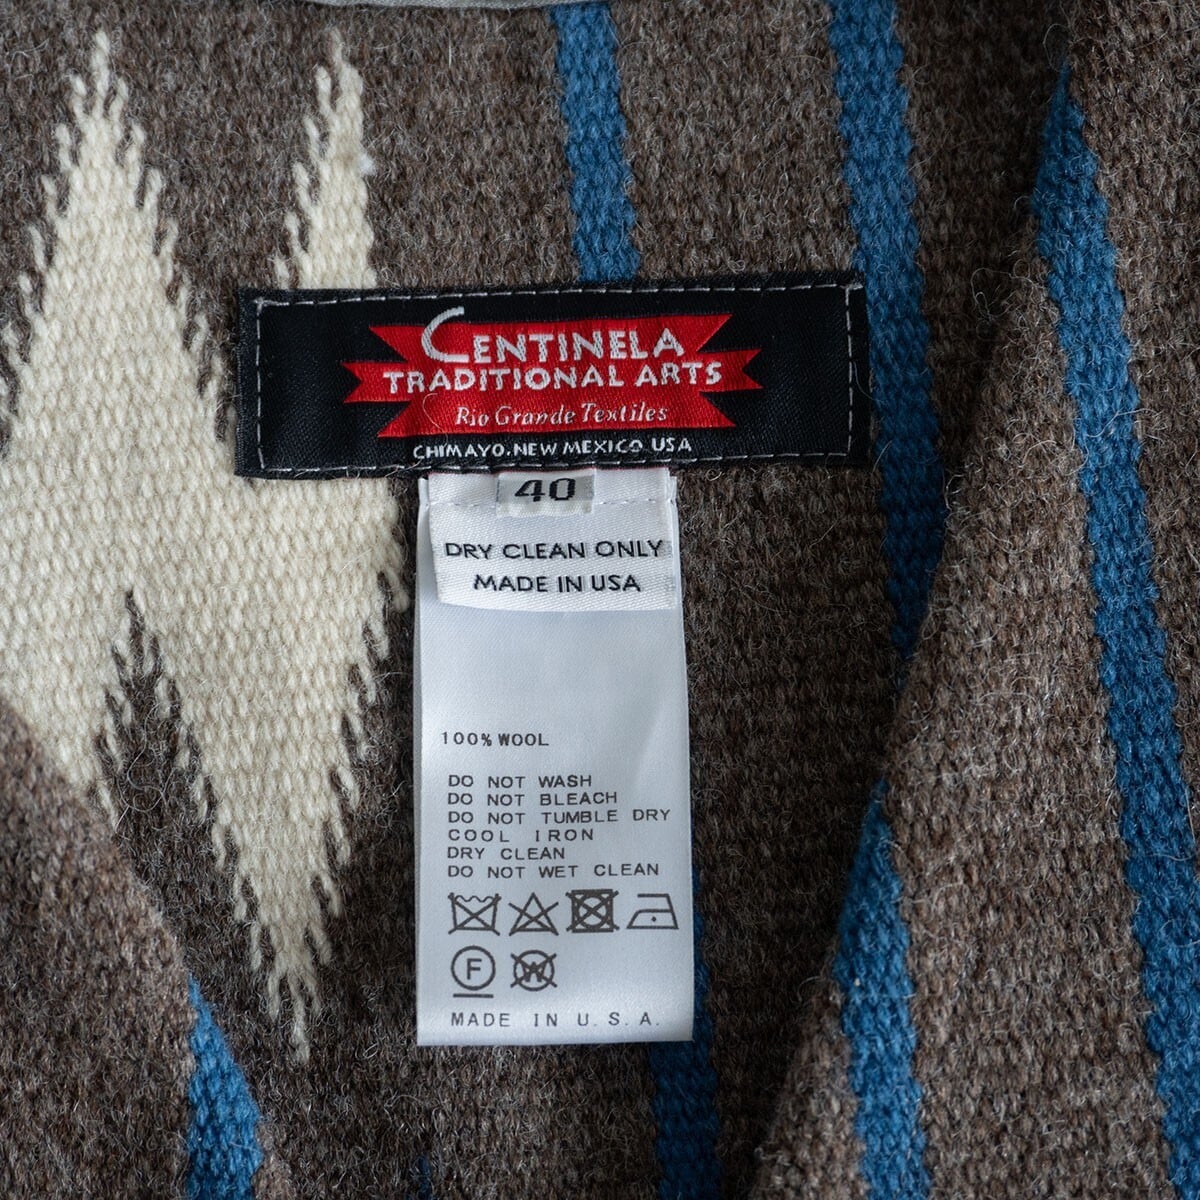 CENTINELA
TRADITIONAL ARTS
Rio Grande Textiles
CHIMAYO, NEW MEXICO USA
40
DRY CLEAN ONLY
MADE IN USA
100% WOOL
DO NOT WASH
DO NOT BLEACH
DO NOT TUMBLE DRY
COOL IRON
DRY CLEAN
DO NOT WET CLEAN
F W
MADE IN U.S.A.